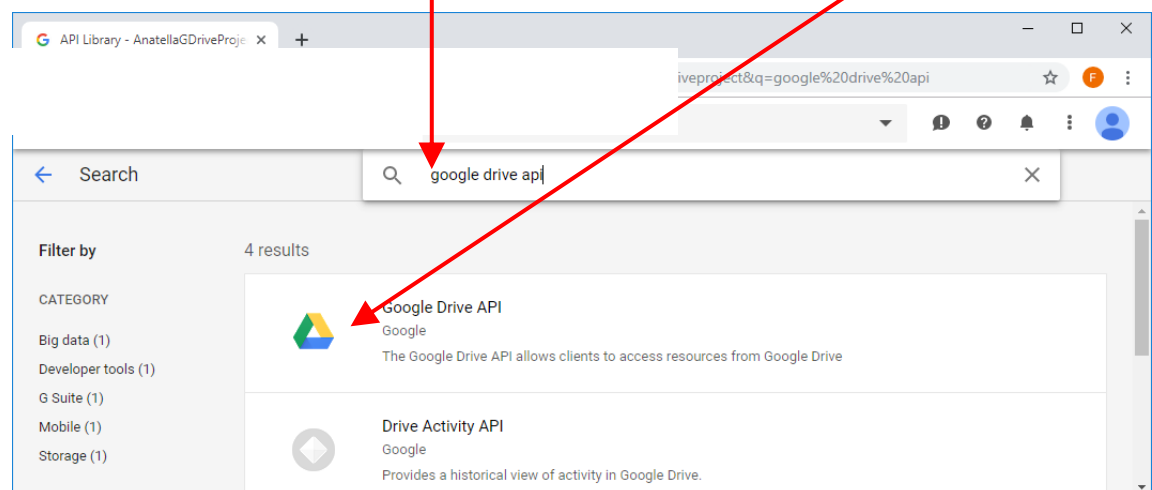 G API Library - AnatellaGDriveProje
iveproject&q=google%20drive%20api
F
Search
google drive api
Filter by
4 results
CATEGORY
Big data (1)
Developer tools (1)
G Suite (1)
Mobile (1)
Storage (1)
Google Drive API
Google
The Google Drive API allows clients to access resources from Google Drive
Drive Activity API
Google
Provides a historical view of activity in Google Drive.